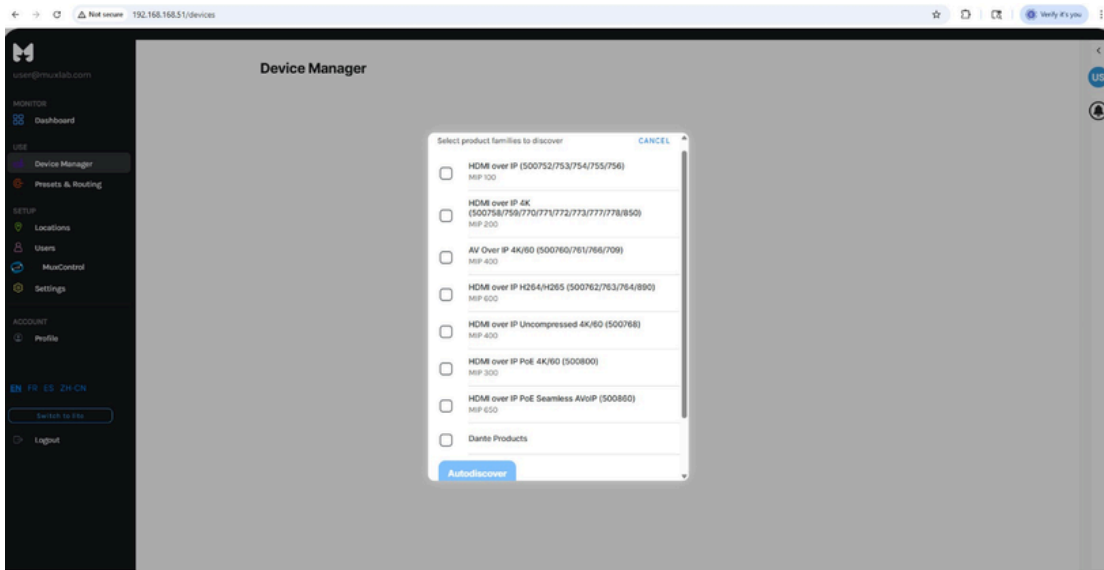 Not secure 192.168.168.51/devices
Verify it's you
user@muxlab.com
Device Manager
US
MONITOR
Dashboard
USE
Device Manager
Presets & Routing
SETUP
Locations
Users
MuxControl
Settings
ACCOUNT
Profile
EN FR ES ZH-CN
Switch to lite
Logout
Select product families to discover CANCEL
HDMI over IP (500752/753/754/755/756)
MIP 100
HDMI over IP 4K
(500758/759/770/771/772/773/777/778/850)
MIP 200
AV Over IP 4K/60 (500760/761/766/709)
MIP 400
HDMI over IP H264/H265 (500762/763/764/890)
MIP 600
HDMI over IP Uncompressed 4K/60 (500768)
MIP 400
HDMI over IP PoE 4K/60 (500800)
MIP 300
HDMI over IP PoE Seamless AVoIP (500860)
MIP 650
Dante Products
Autodiscover